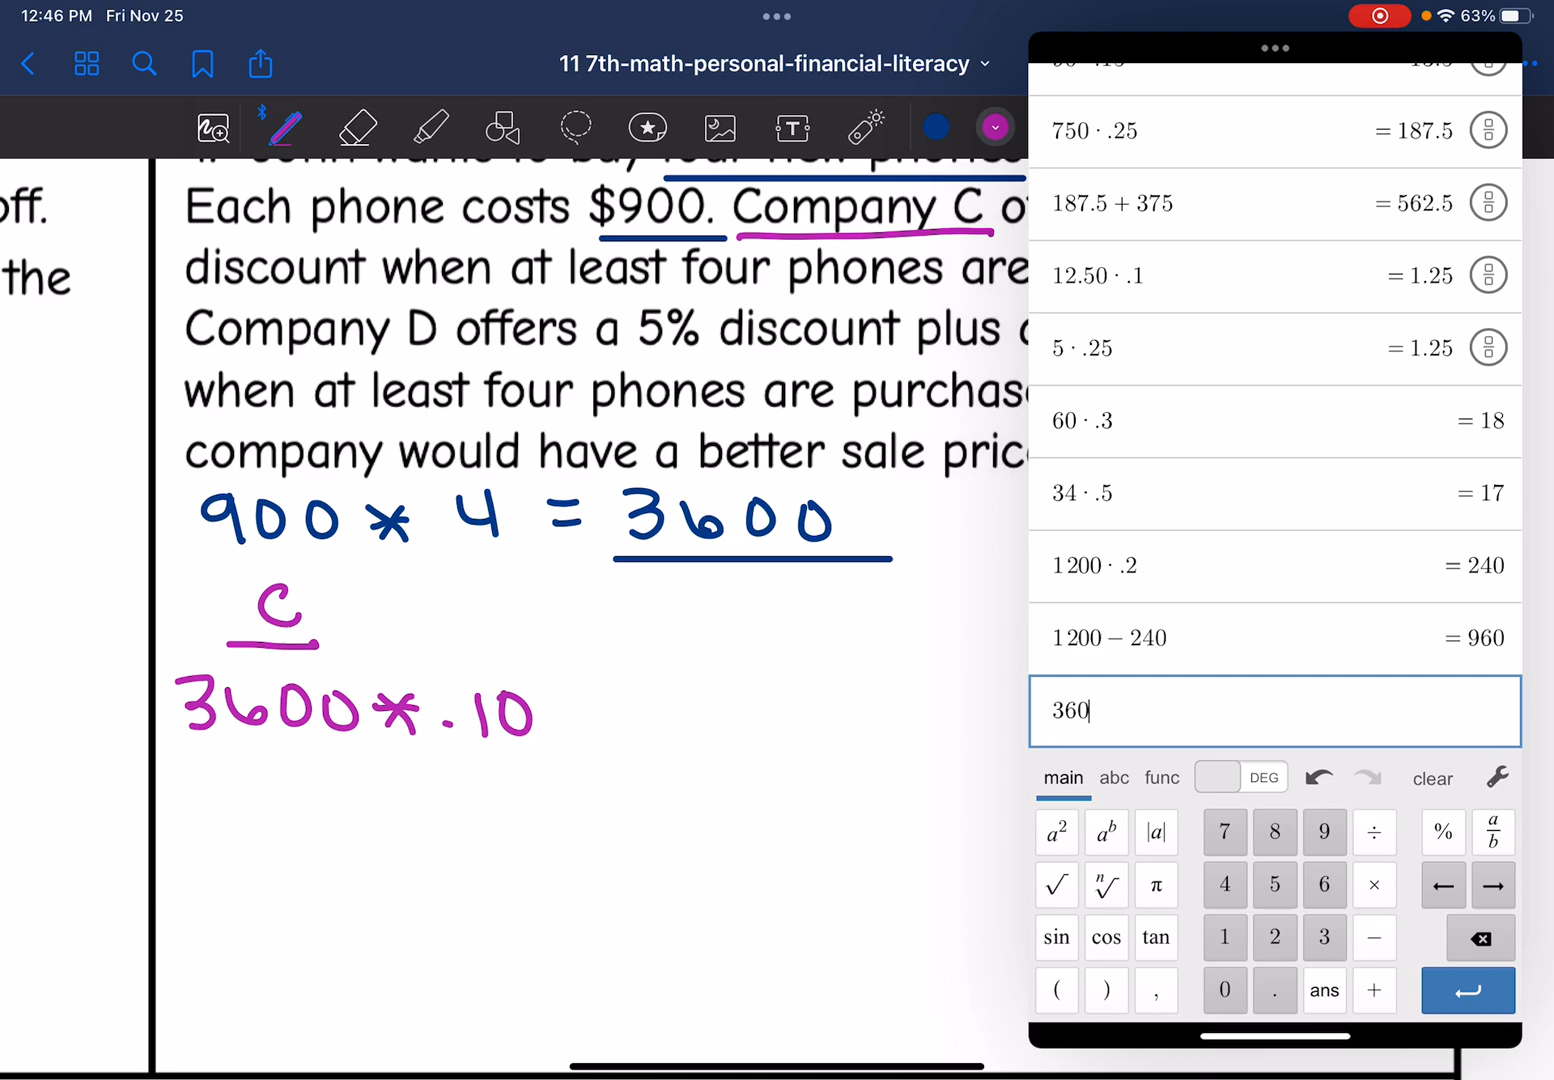 12:46 PM Fri Nov 25
63%
11 7th-math-personal-financial-literacy
off.
the
Each phone costs $900. Company C
discount when at least four phones are
Company D offers a 5% discount plus
when at least four phones are
company would have a better sale
900 * 4 = 3600
C
3600 * .10
750 · .25 = 187.5
187.5 + 375 = 562.5
12.50 · .1 = 1.25
5 · .25 = 1.25
60 · .3 = 18
34 · .5 = 17
1200 · .2 = 240
1200 − 240 = 960
360
main abc func DEG clear
a² aᵇ |a| 7 8 9 ÷ % a/b
√ ⁿ√ π 4 5 6 × ← →
sin cos tan 1 2 3 −
( ) , 0 . ans +